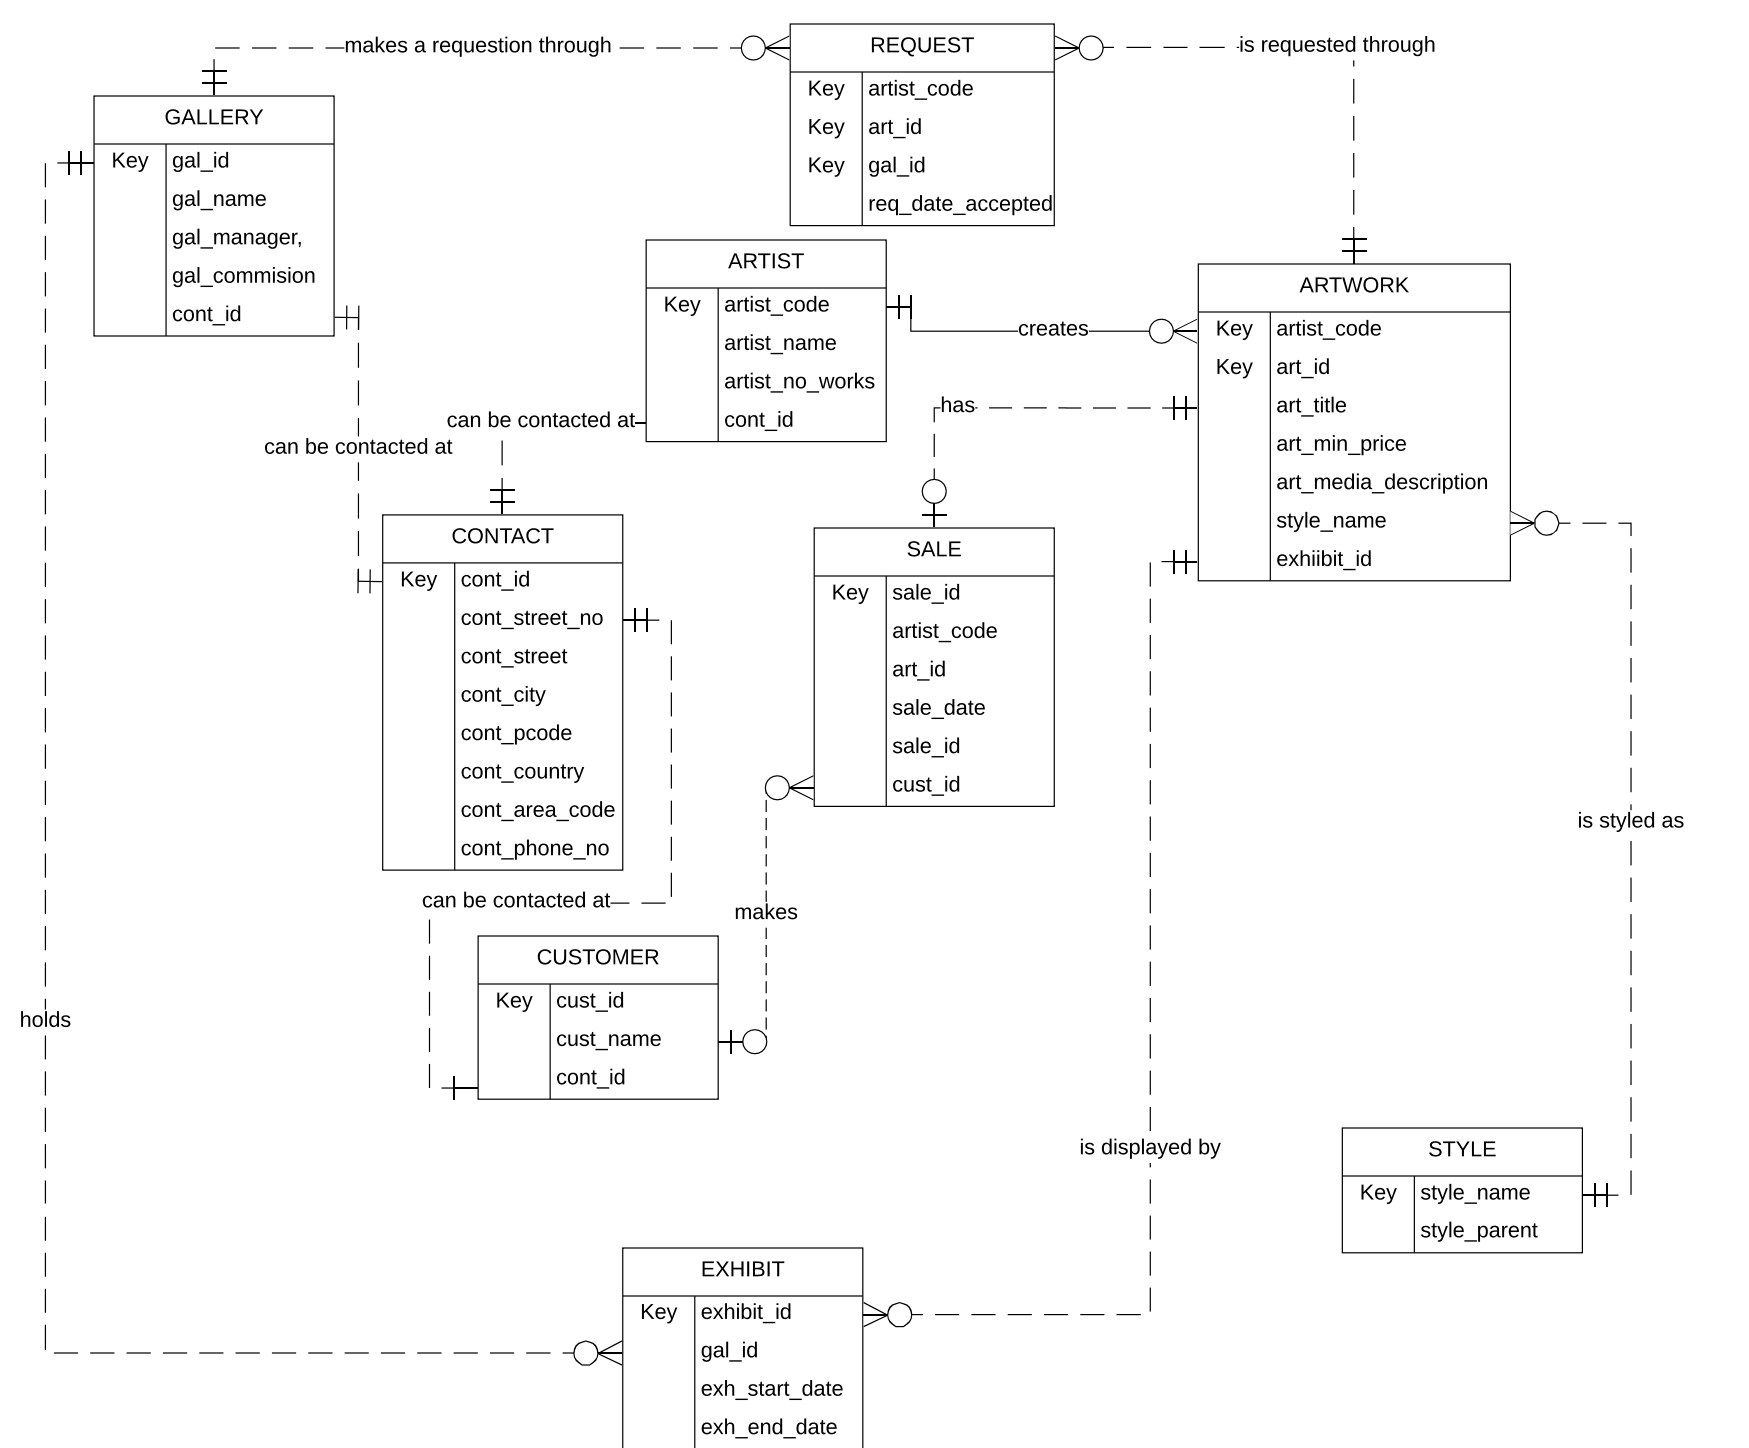 makes a requestion through
REQUEST
Key artist_code
Key art_id
Key gal_id
req_date_accepted
is requested through
GALLERY
Key gal_id
gal_name
gal_manager,
gal_commision
cont_id
ARTIST
Key artist_code
artist_name
artist_no_works
cont_id
creates
ARTWORK
Key artist_code
Key art_id
art_title
art_min_price
art_media_description
style_name
exhiibit_id
has
can be contacted at
can be contacted at
CONTACT
Key cont_id
cont_street_no
cont_street
cont_city
cont_pcode
cont_country
cont_area_code
cont_phone_no
SALE
Key sale_id
artist_code
art_id
sale_date
sale_id
cust_id
is styled as
can be contacted at
makes
CUSTOMER
Key cust_id
cust_name
cont_id
holds
is displayed by
STYLE
Key style_name
style_parent
EXHIBIT
Key exhibit_id
gal_id
exh_start_date
exh_end_date